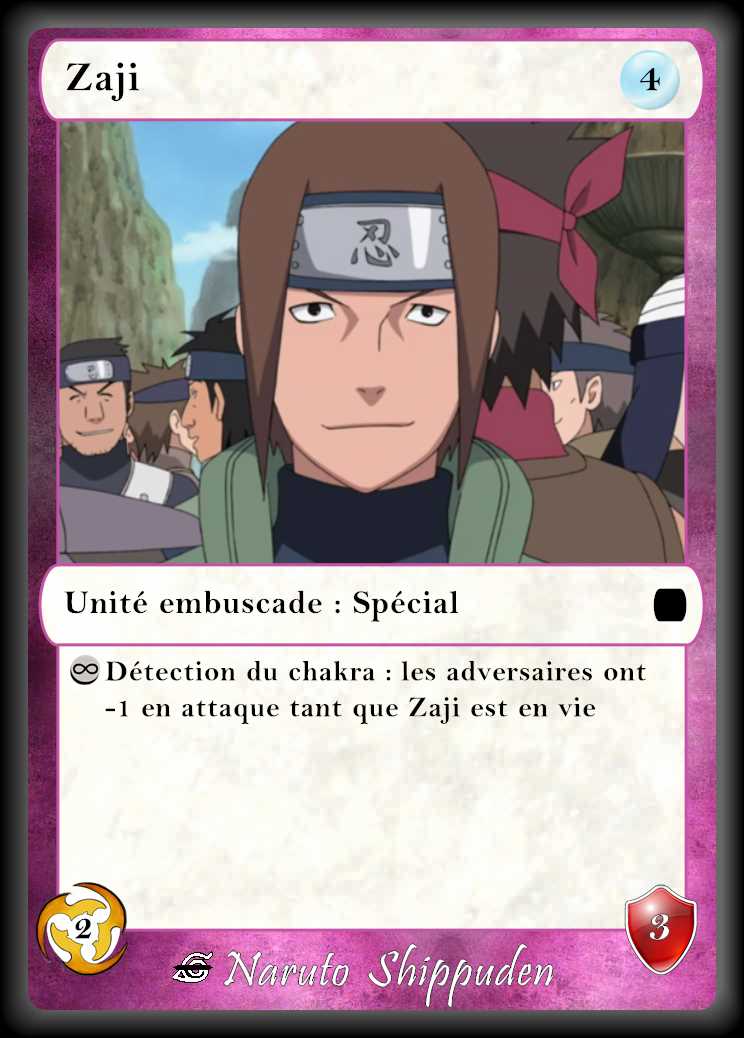 Zaji
4
忍
Unité embuscade : Spécial
∞ Détection du chakra : les adversaires ont
-1 en attaque tant que Zaji est en vie
2
3
Naruto Shippuden